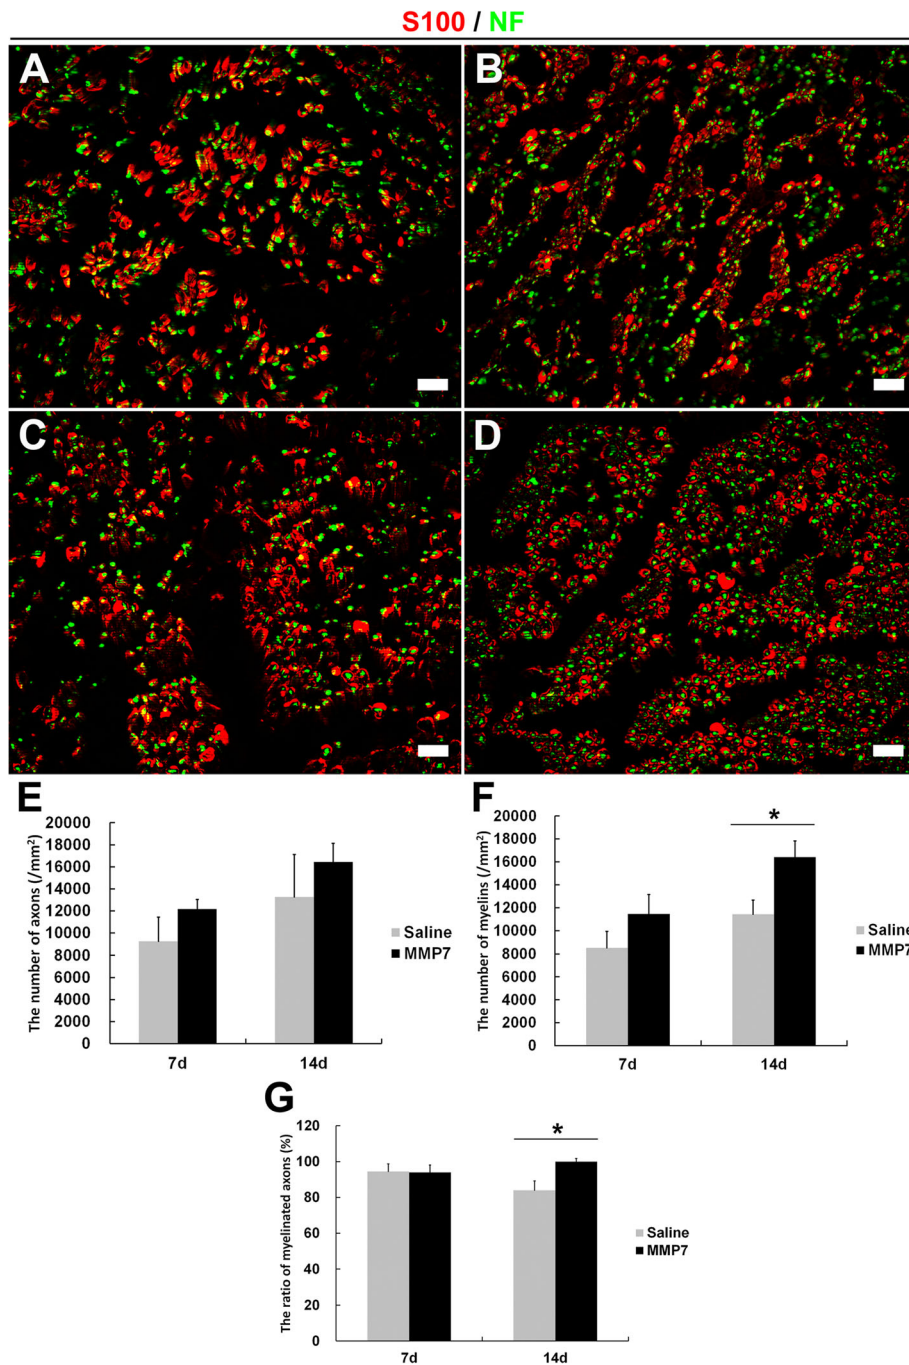 S100 / NF
A
B
C
D
E
The number of axons (/mm²)
20000
18000
16000
14000
12000
10000
8000
6000
4000
2000
0
7d
14d
Saline
MMP7
F
The number of myelins (/mm²)
20000
18000
16000
14000
12000
10000
8000
6000
4000
2000
0
*
7d
14d
Saline
MMP7
G
The ratio of myelinated axons (%)
120
100
80
60
40
20
0
*
7d
14d
Saline
MMP7